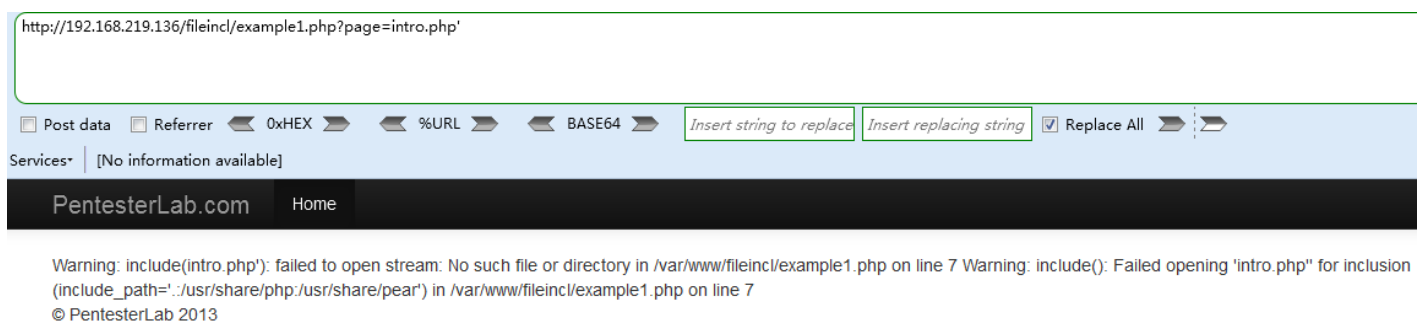 http://192.168.219.136/fileincl/example1.php?page=intro.php'
Post data Referrer 0xHEX %URL BASE64 Insert string to replace Insert replacing string Replace All
Services [No information available]
PentesterLab.com Home
Warning: include(intro.php'): failed to open stream: No such file or directory in /var/www/fileincl/example1.php on line 7 Warning: include(): Failed opening 'intro.php'' for inclusion
(include_path='.:/usr/share/php:/usr/share/pear') in /var/www/fileincl/example1.php on line 7
© PentesterLab 2013